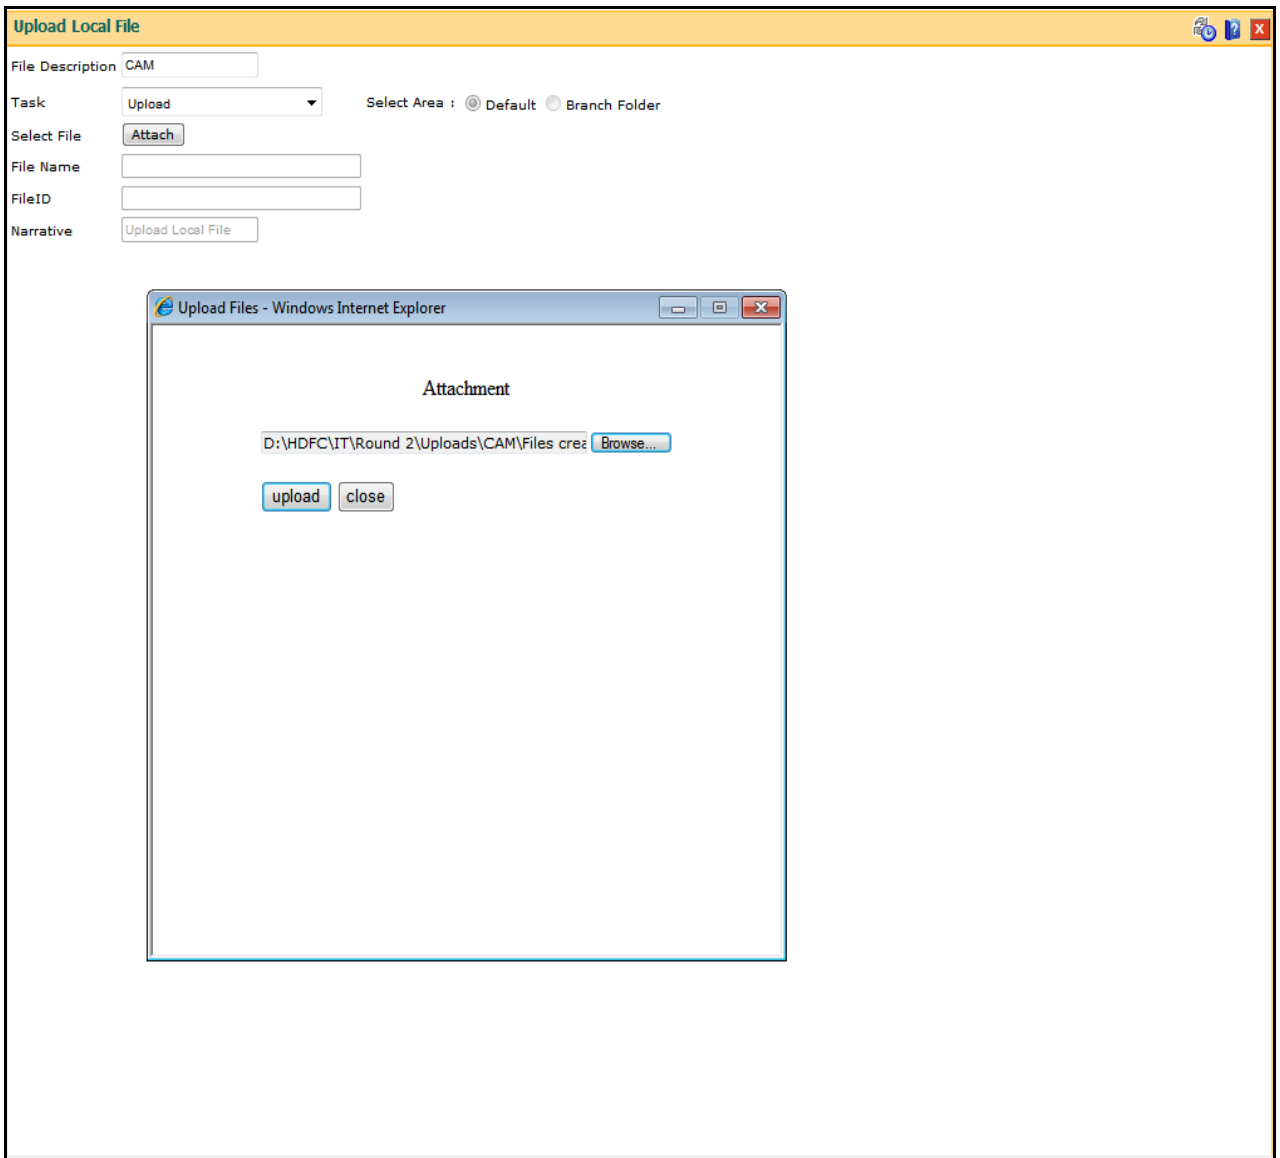 Upload Local File
File Description CAM
Task Upload Select Area : Default Branch Folder
Select File Attach
File Name
FileID
Narrative Upload Local File
Upload Files - Windows Internet Explorer
Attachment
D:\HDFC\IT\Round 2\Uploads\CAM\Files crea Browse...
upload close